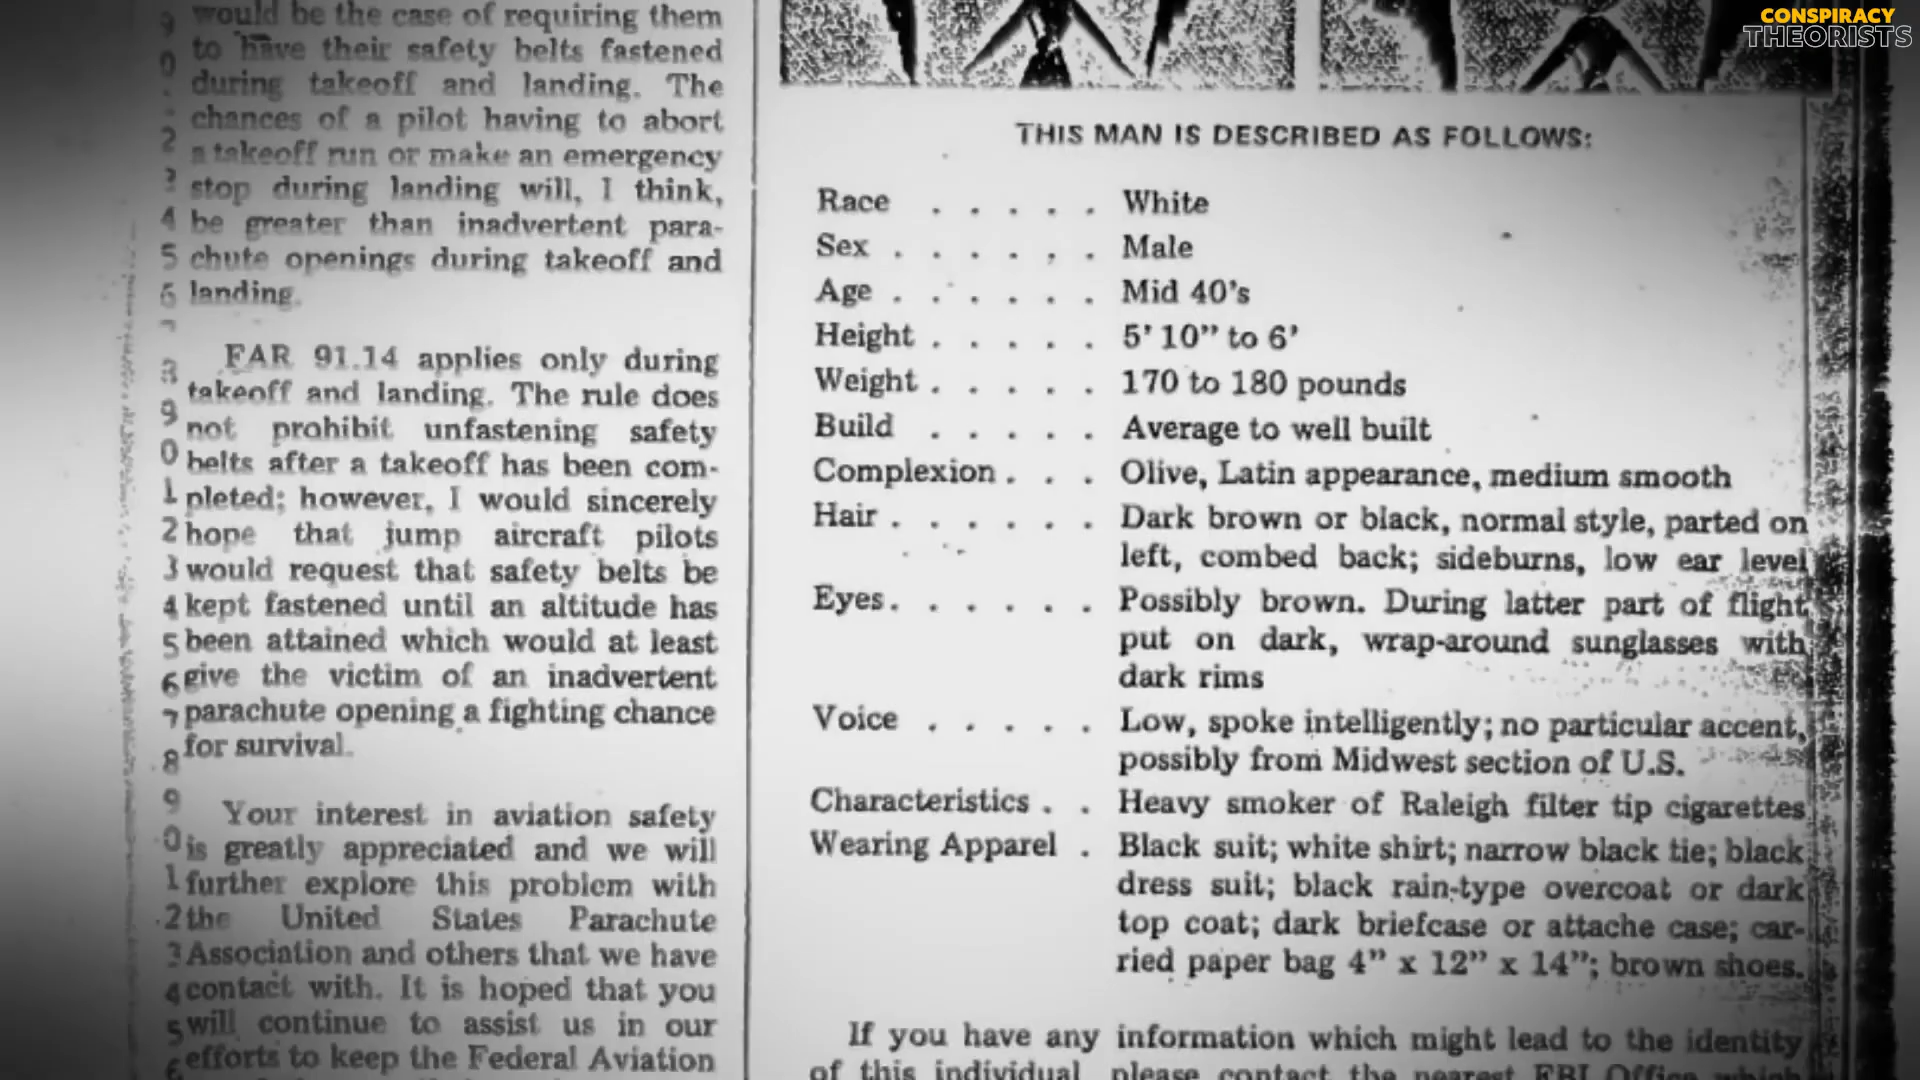 CONSPIRACY
THEORISTS
would be the case of requiring them
to have their safety belts fastened
during takeoff and landing. The
chances of a pilot having to abort
a takeoff run or make an emergency
stop during landing will, I think,
be greater than inadvertent para-
chute openings during takeoff and
landing.
FAR 91.14 applies only during
takeoff and landing. The rule does
not prohibit unfastening safety
belts after a takeoff has been com-
pleted; however, I would sincerely
hope that jump aircraft pilots
would request that safety belts be
kept fastened until an altitude has
been attained which would at least
give the victim of an inadvertent
parachute opening a fighting chance
for survival.
Your interest in aviation safety
is greatly appreciated and we will
further explore this problem with
the United States Parachute
Association and others that we have
contact with. It is hoped that you
will continue to assist us in our
efforts to keep the Federal Aviation
THIS MAN IS DESCRIBED AS FOLLOWS:
Race . . . . . White
Sex . . . . . . Male
Age . . . . . . Mid 40's
Height . . . . . 5' 10" to 6'
Weight . . . . . 170 to 180 pounds
Build . . . . . Average to well built
Complexion . . . Olive, Latin appearance, medium smooth
Hair . . . . . . Dark brown or black, normal style, parted on
left, combed back; sideburns, low ear level
Eyes . . . . . . Possibly brown. During latter part of flight
put on dark, wrap-around sunglasses with
dark rims
Voice . . . . . Low, spoke intelligently; no particular accent,
possibly from Midwest section of U.S.
Characteristics . . Heavy smoker of Raleigh filter tip cigarettes
Wearing Apparel . Black suit; white shirt; narrow black tie; black
dress suit; black rain-type overcoat or dark
top coat; dark briefcase or attache case; car-
ried paper bag 4" x 12" x 14"; brown shoes.
If you have any information which might lead to the identity
of this individual, please contact the nearest FBI Office which